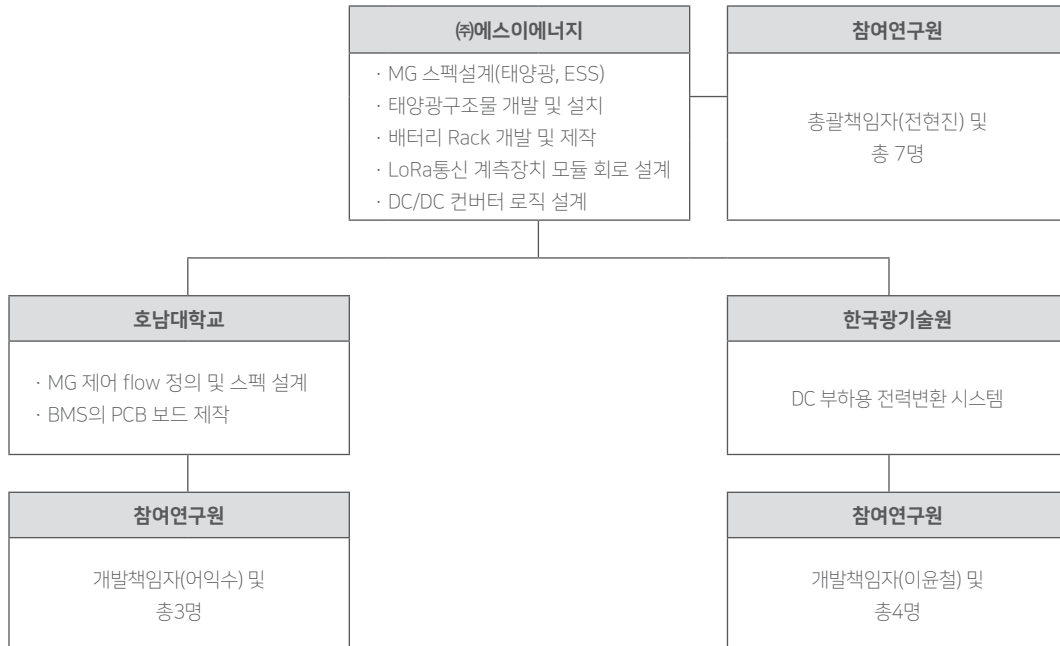 ㈜에스이에너지
· MG 스펙설계(태양광, ESS)
· 태양광구조물 개발 및 설치
· 배터리 Rack 개발 및 제작
· LoRa통신 계측장치 모듈 회로 설계
· DC/DC 컨버터 로직 설계
참여연구원
총괄책임자(전현진) 및
총 7명
호남대학교
· MG 제어 flow 정의 및 스펙 설계
· BMS의 PCB 보드 제작
한국광기술원
DC 부하용 전력변환 시스템
참여연구원
개발책임자(어익수) 및
총3명
참여연구원
개발책임자(이윤철) 및
총4명